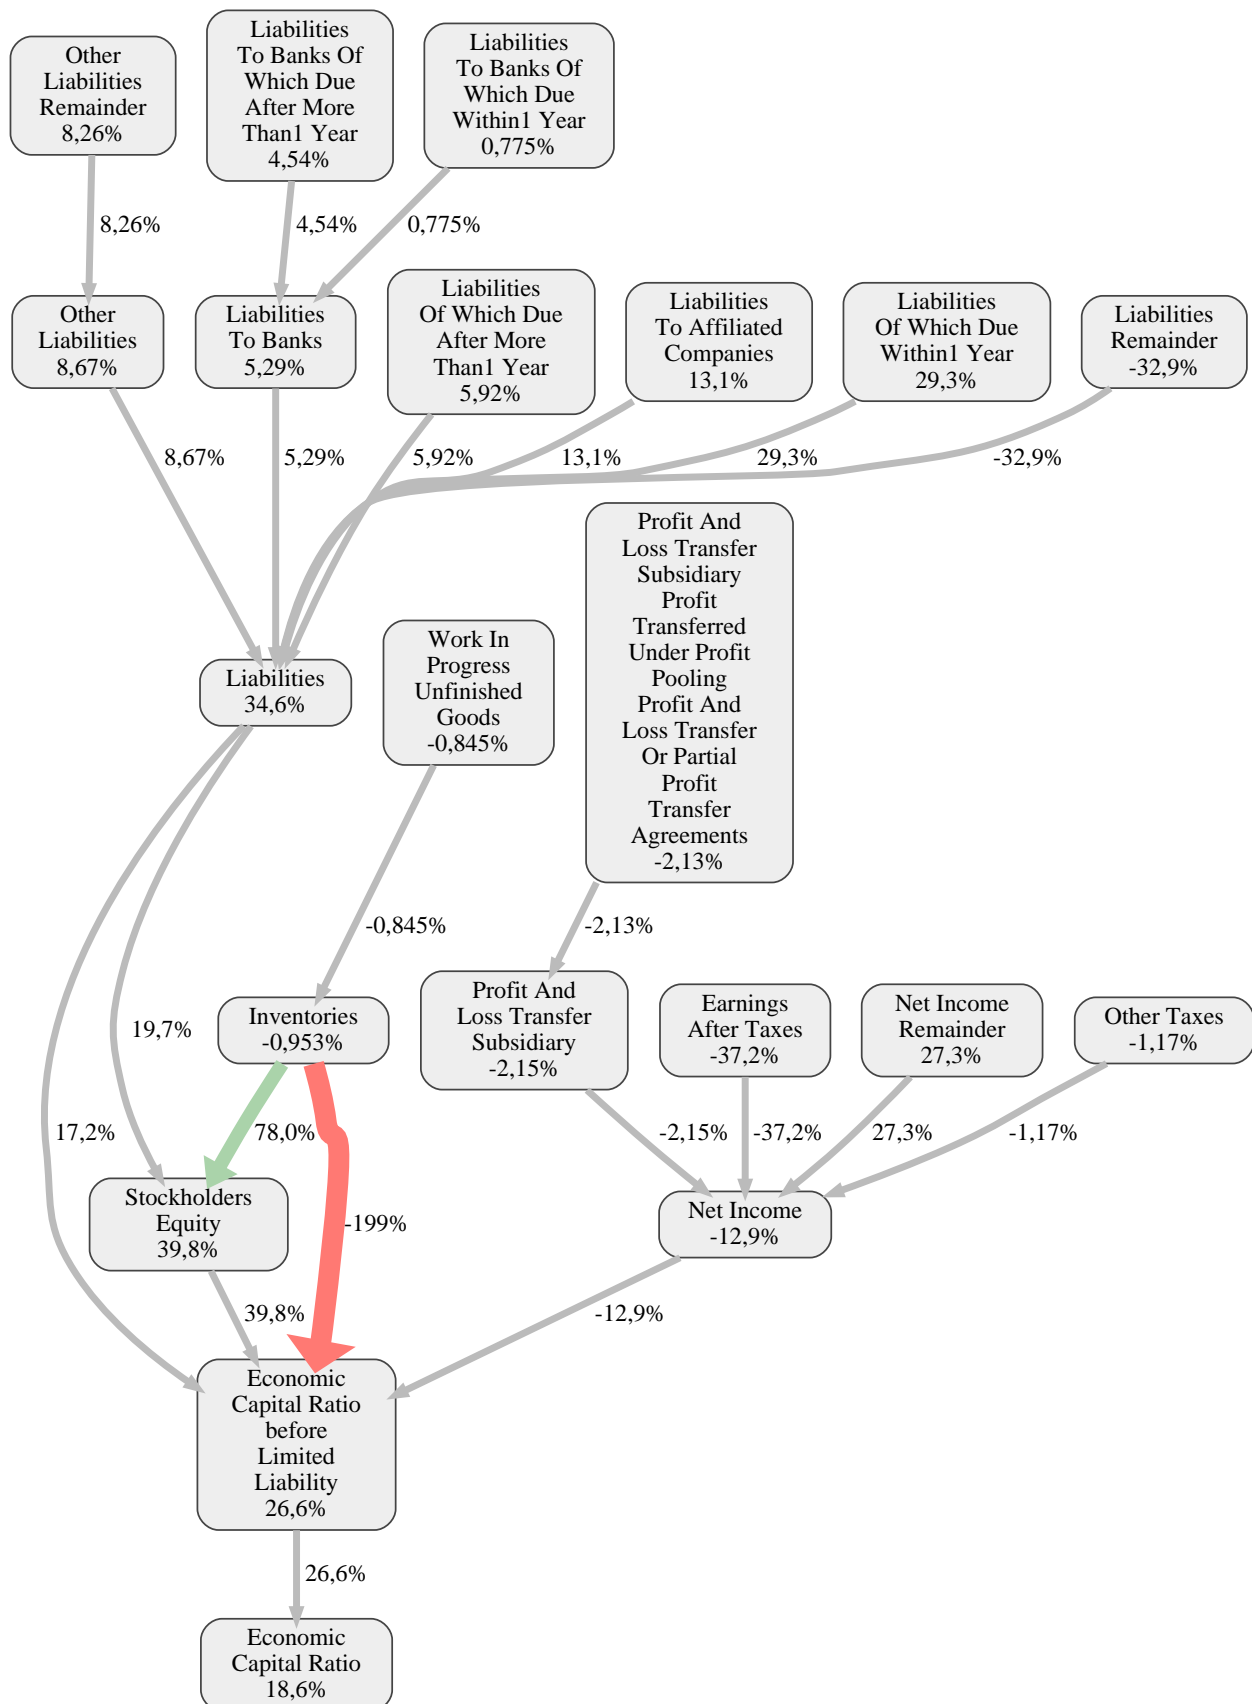 Other
Liabilities
Remainder
8,26%
Liabilities
To Banks Of
Which Due
After More
Than1 Year
4,54%
Liabilities
To Banks Of
Which Due
Within1 Year
0,775%
8,26%
4,54%
0,775%
Other
Liabilities
8,67%
Liabilities
To Banks
5,29%
Liabilities
Of Which Due
After More
Than1 Year
5,92%
Liabilities
To Affiliated
Companies
13,1%
Liabilities
Of Which Due
Within1 Year
29,3%
Liabilities
Remainder
-32,9%
8,67%
5,29%
5,92%
13,1%
29,3%
-32,9%
Profit And
Loss Transfer
Subsidiary
Profit
Transferred
Under Profit
Pooling
Profit And
Loss Transfer
Or Partial
Profit
Transfer
Agreements
-2,13%
Work In
Progress
Unfinished
Goods
-0,845%
Liabilities
34,6%
-0,845%
-2,13%
Inventories
-0,953%
Profit And
Loss Transfer
Subsidiary
-2,15%
Earnings
After Taxes
-37,2%
Net Income
Remainder
27,3%
Other Taxes
-1,17%
19,7%
17,2%
78,0%
-2,15%
-37,2%
27,3%
-1,17%
Stockholders
Equity
39,8%
-199%
Net Income
-12,9%
39,8%
-12,9%
Economic
Capital Ratio
before
Limited
Liability
26,6%
26,6%
Economic
Capital Ratio
18,6%